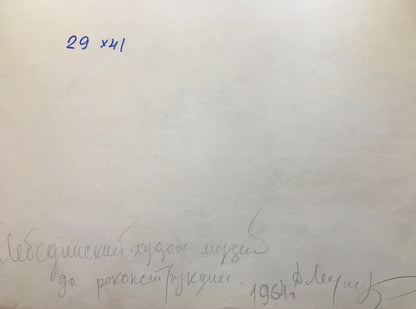 29 x41
Лебединский худож. музей
до реконструкции. 1964г.